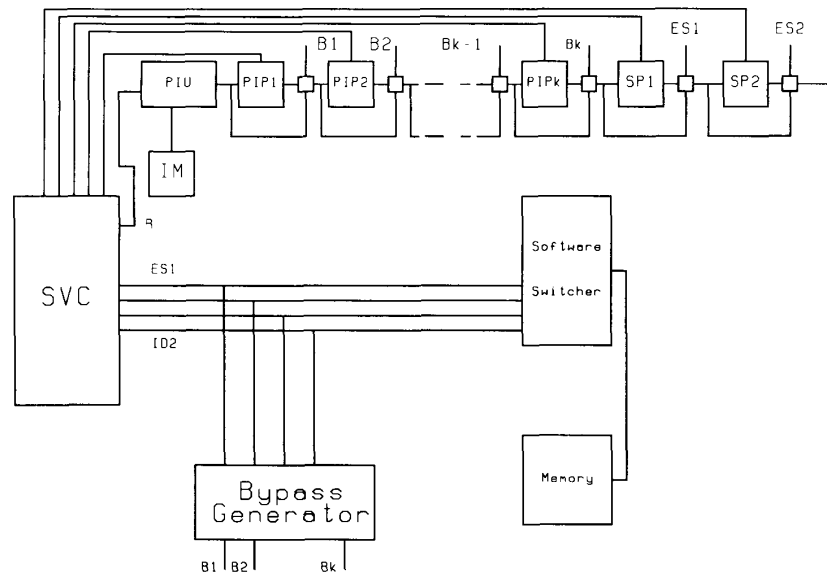 B1 B2 Bk-1 Bk ES1 ES2
PIU PIP1 PIP2 PIPk SP1 SP2
IM
R
SVC
ES1
ID2
Software
Switcher
Memory
Bypass
Generator
B1 B2 Bk